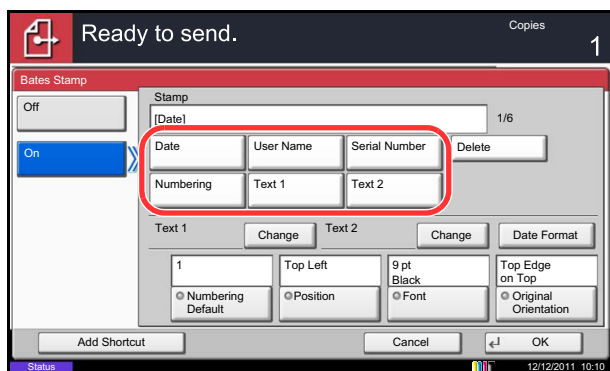 Ready to send.
Copies
1
Bates Stamp
Off
On
Stamp
[Date]
1/6
Date
User Name
Serial Number
Delete
Numbering
Text 1
Text 2
Text 1
Change
Text 2
Change
Date Format
1
Top Left
9 pt
Black
Top Edge
on Top
Numbering
Default
Position
Font
Original
Orientation
Add Shortcut
Cancel
OK
Status
12/12/2011 10:10